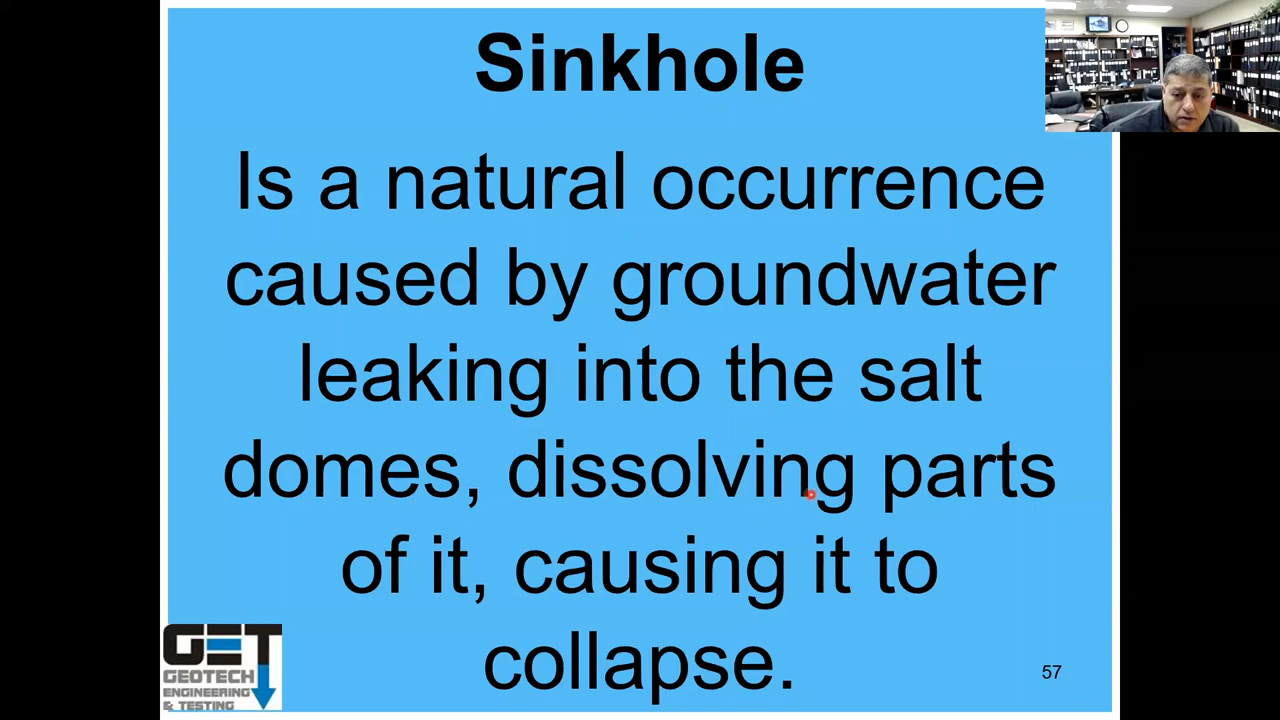 Sinkhole
Is a natural occurrence
caused by groundwater
leaking into the salt
domes, dissolving parts
of it, causing it to
collapse.
GET
GEOTECH
ENGINEERING
& TESTING
57